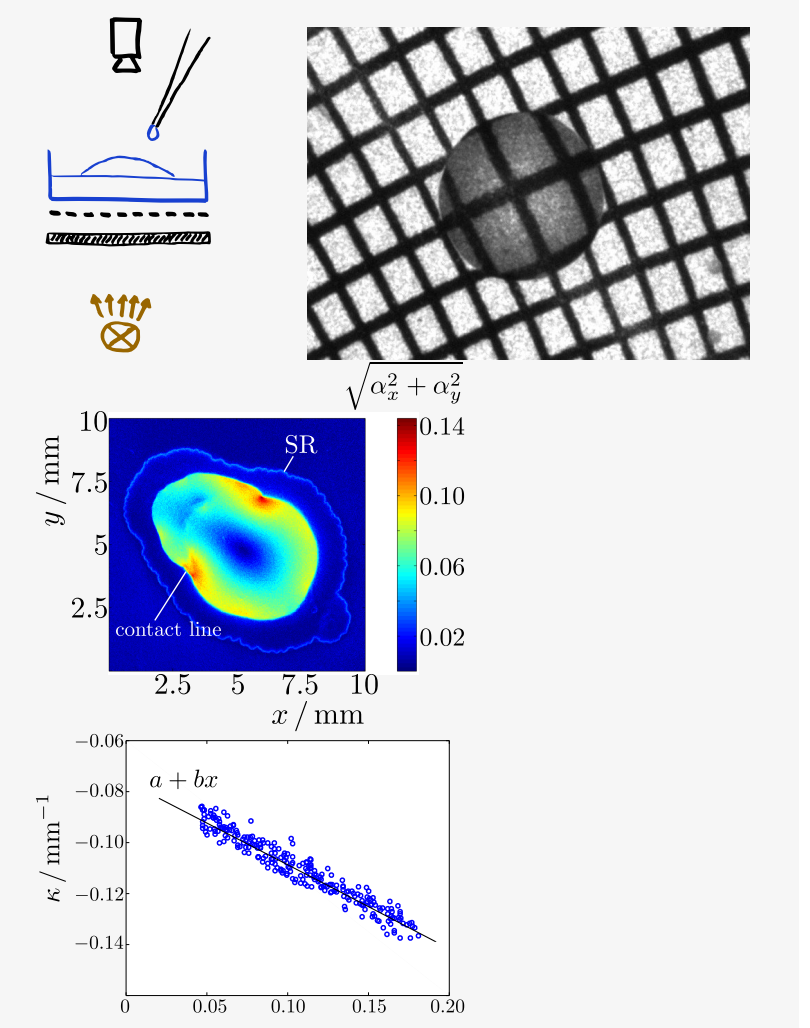 √(αₓ² + αᵧ²)
10
7.5
5
2.5
y / mm
SR
contact line
0.14
0.10
0.06
0.02
2.5 5 7.5 10
x / mm
−0.06
−0.08
−0.10
−0.12
−0.14
κ / mm⁻¹
a + bx
0 0.05 0.10 0.15 0.20